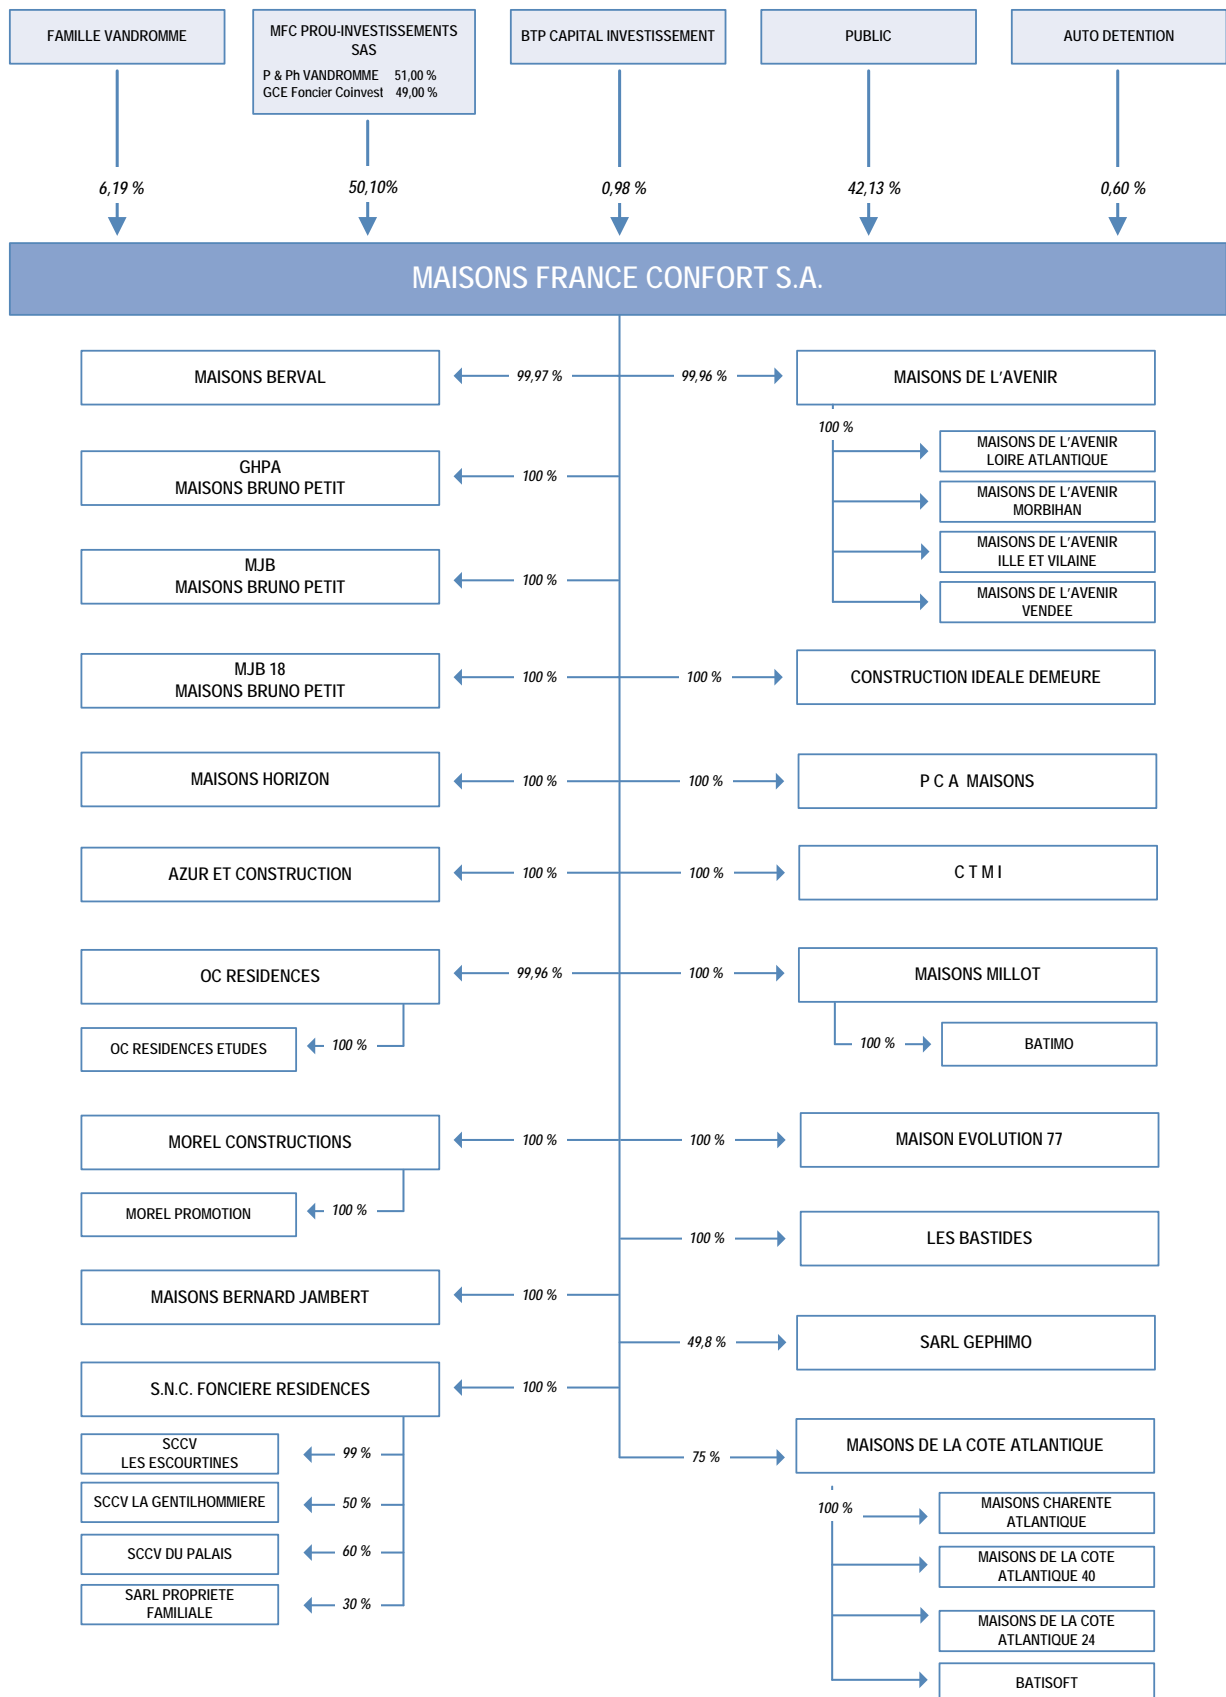 FAMILLE VANDROMME
MFC PROU-INVESTISSEMENTS
SAS
P & Ph VANDROMME 51,00 %
GCE Foncier Coinvest 49,00 %
BTP CAPITAL INVESTISSEMENT
PUBLIC
AUTO DETENTION
6,19 %
50,10%
0,98 %
42,13 %
0,60 %
MAISONS FRANCE CONFORT S.A.
MAISONS BERVAL
99,97 %
99,96 %
MAISONS DE L'AVENIR
100 %
MAISONS DE L'AVENIR
LOIRE ATLANTIQUE
GHPA
MAISONS BRUNO PETIT
100 %
MAISONS DE L'AVENIR
MORBIHAN
MAISONS DE L'AVENIR
ILLE ET VILAINE
MJB
MAISONS BRUNO PETIT
100 %
MAISONS DE L'AVENIR
VENDEE
MJB 18
MAISONS BRUNO PETIT
100 %
100 %
CONSTRUCTION IDEALE DEMEURE
MAISONS HORIZON
100 %
100 %
P C A MAISONS
AZUR ET CONSTRUCTION
100 %
100 %
C T M I
OC RESIDENCES
99,96 %
100 %
MAISONS MILLOT
OC RESIDENCES ETUDES
100 %
100 %
BATIMO
MOREL CONSTRUCTIONS
100 %
100 %
MAISON EVOLUTION 77
MOREL PROMOTION
100 %
100 %
LES BASTIDES
MAISONS BERNARD JAMBERT
100 %
49,8 %
SARL GEPHIMO
S.N.C. FONCIERE RESIDENCES
100 %
75 %
MAISONS DE LA COTE ATLANTIQUE
SCCV
LES ESCOURTINES
99 %
SCCV LA GENTILHOMMIERE
50 %
100 %
MAISONS CHARENTE
ATLANTIQUE
SCCV DU PALAIS
60 %
MAISONS DE LA COTE
ATLANTIQUE 40
SARL PROPRIETE
FAMILIALE
30 %
MAISONS DE LA COTE
ATLANTIQUE 24
BATISOFT